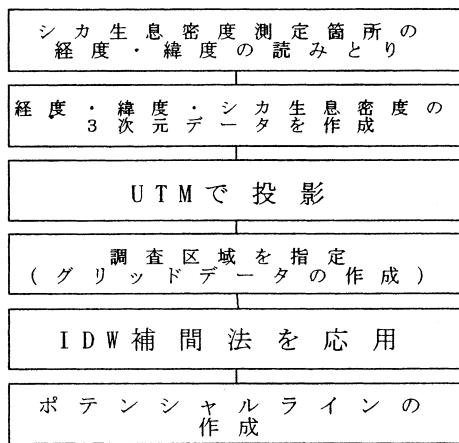 シカ生息密度測定箇所の
経度・緯度の読みとり
経度・緯度・シカ生息密度の
3次元データを作成
UTMで投影
調査区域を指定
(グリッドデータの作成)
IDW補間法を応用
ポテンシャルラインの
作成